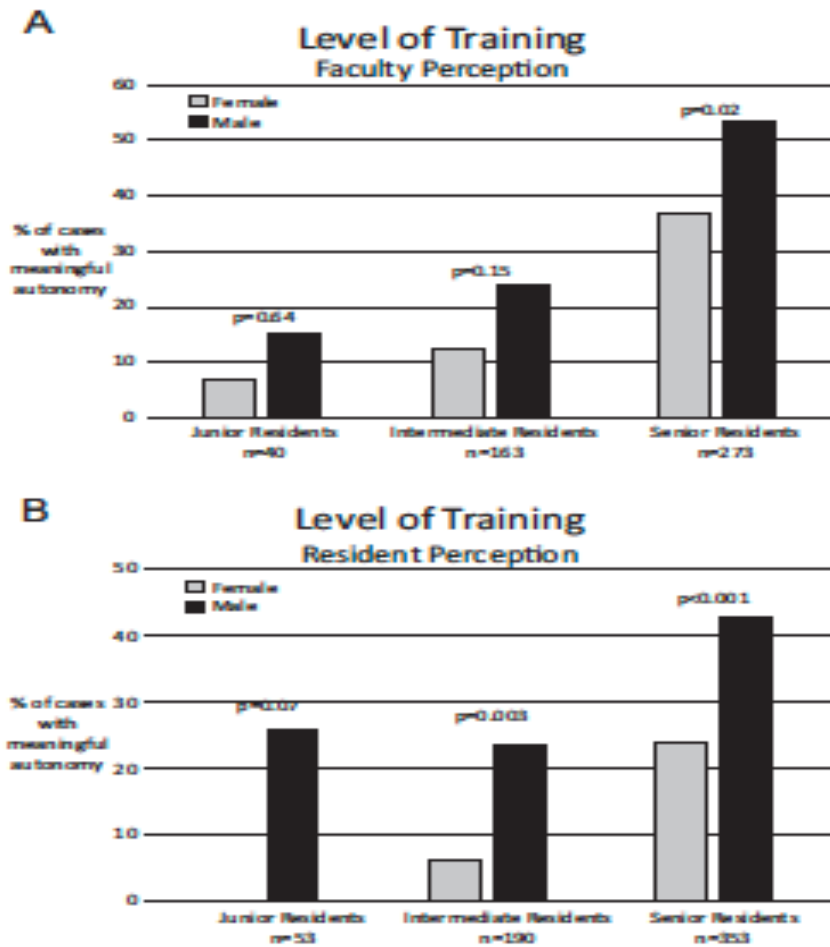 A
Level of Training
Faculty Perception
60
Female
Male
p=0.02
50
40
% of cases
with
meaningful
autonomy
30
p=0.15
20
p=0.64
10
0
Junior Residents
n=40
Intermediate Residents
n=163
Senior Residents
n=273
B
Level of Training
Resident Perception
50
Female
Male
p<0.001
40
% of cases
with
meaningful
autonomy
30
p=0.07
p=0.003
20
10
0
Junior Residents
n=53
Intermediate Residents
n=190
Senior Residents
n=353